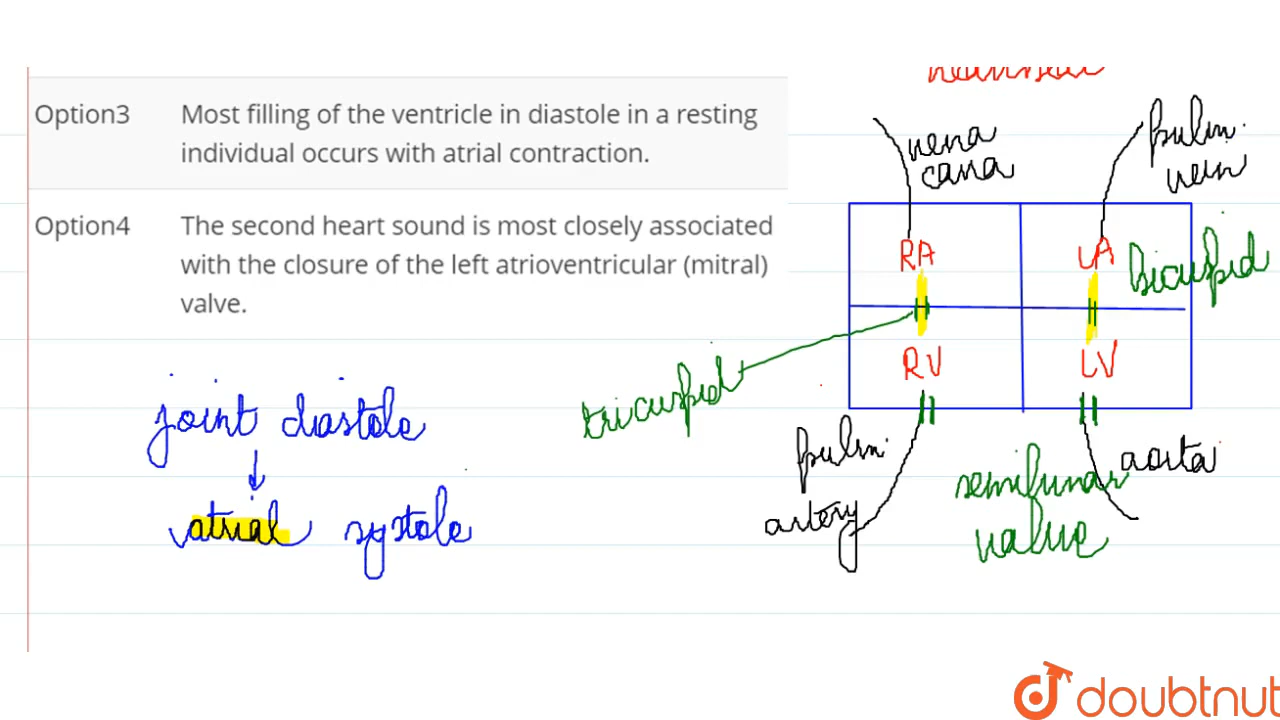 Option3 Most filling of the ventricle in diastole in a resting
individual occurs with atrial contraction.
Option4 The second heart sound is most closely associated
with the closure of the left atrioventricular (mitral)
valve.
vena
cava
pulm.
vein
RA
LA
bicuspid
RV
LV
tricuspid
joint diastole
↓
atrial systole
pulm.
artery
semilunar
valve
aorta
doubtnut